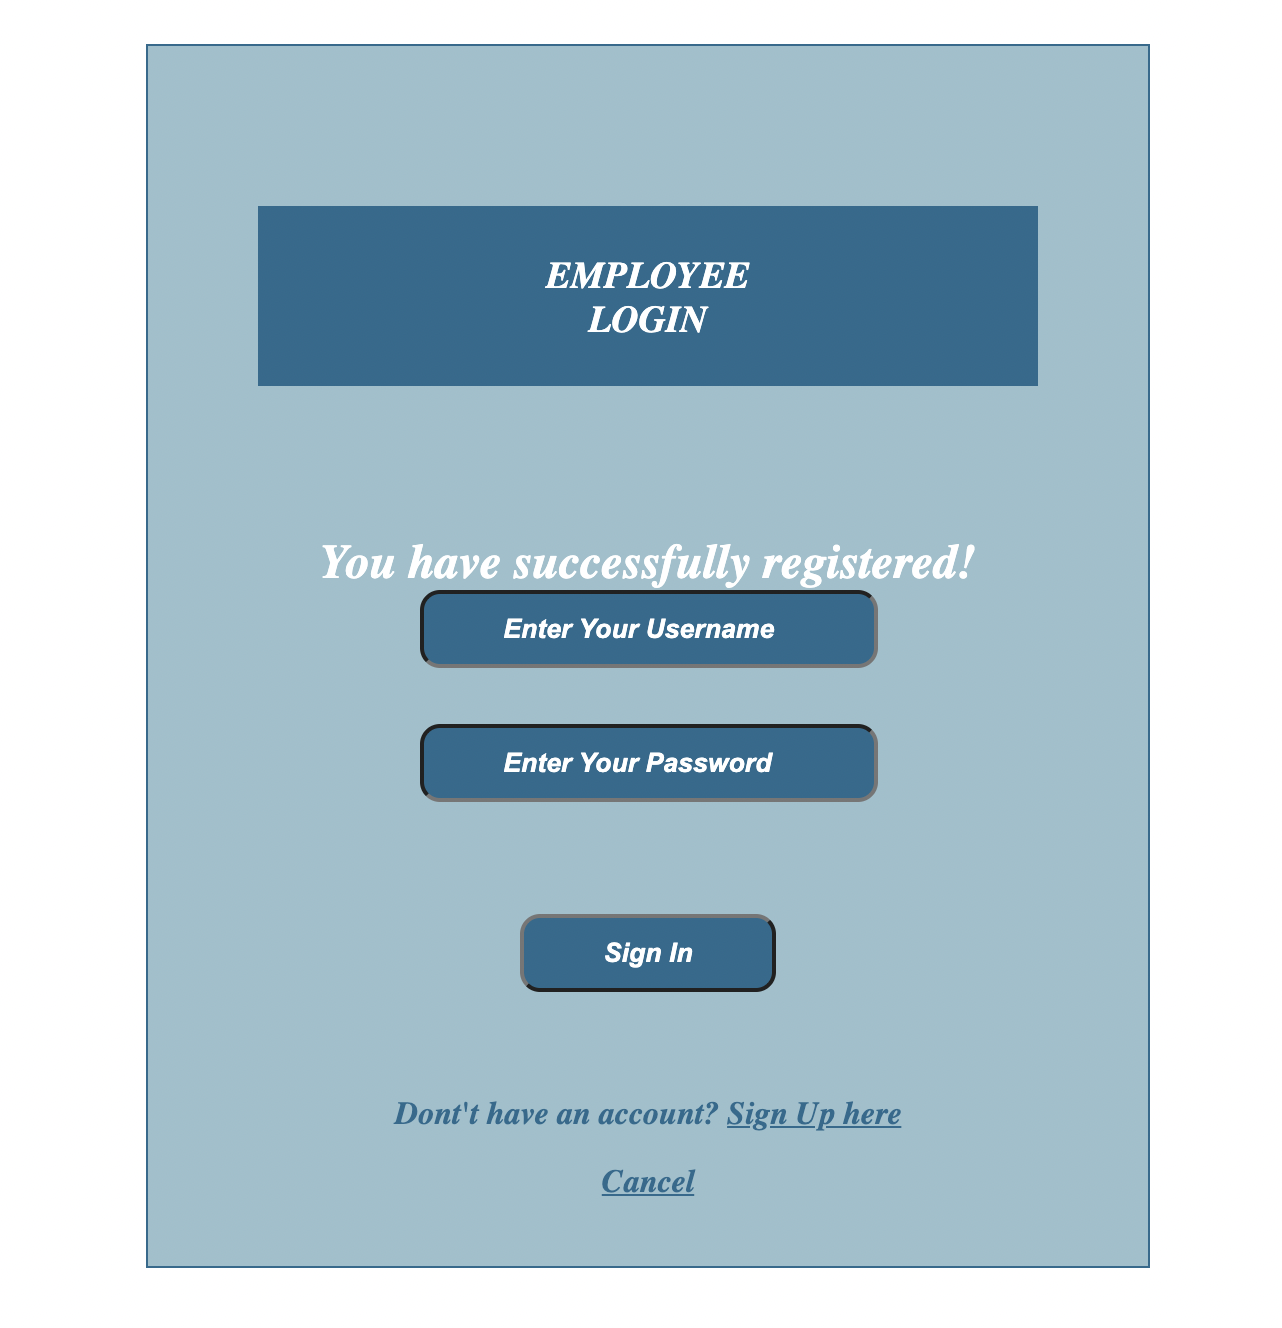 EMPLOYEE
LOGIN
You have successfully registered!
Enter Your Username
Enter Your Password
Sign In
Dont't have an account? Sign Up here
Cancel